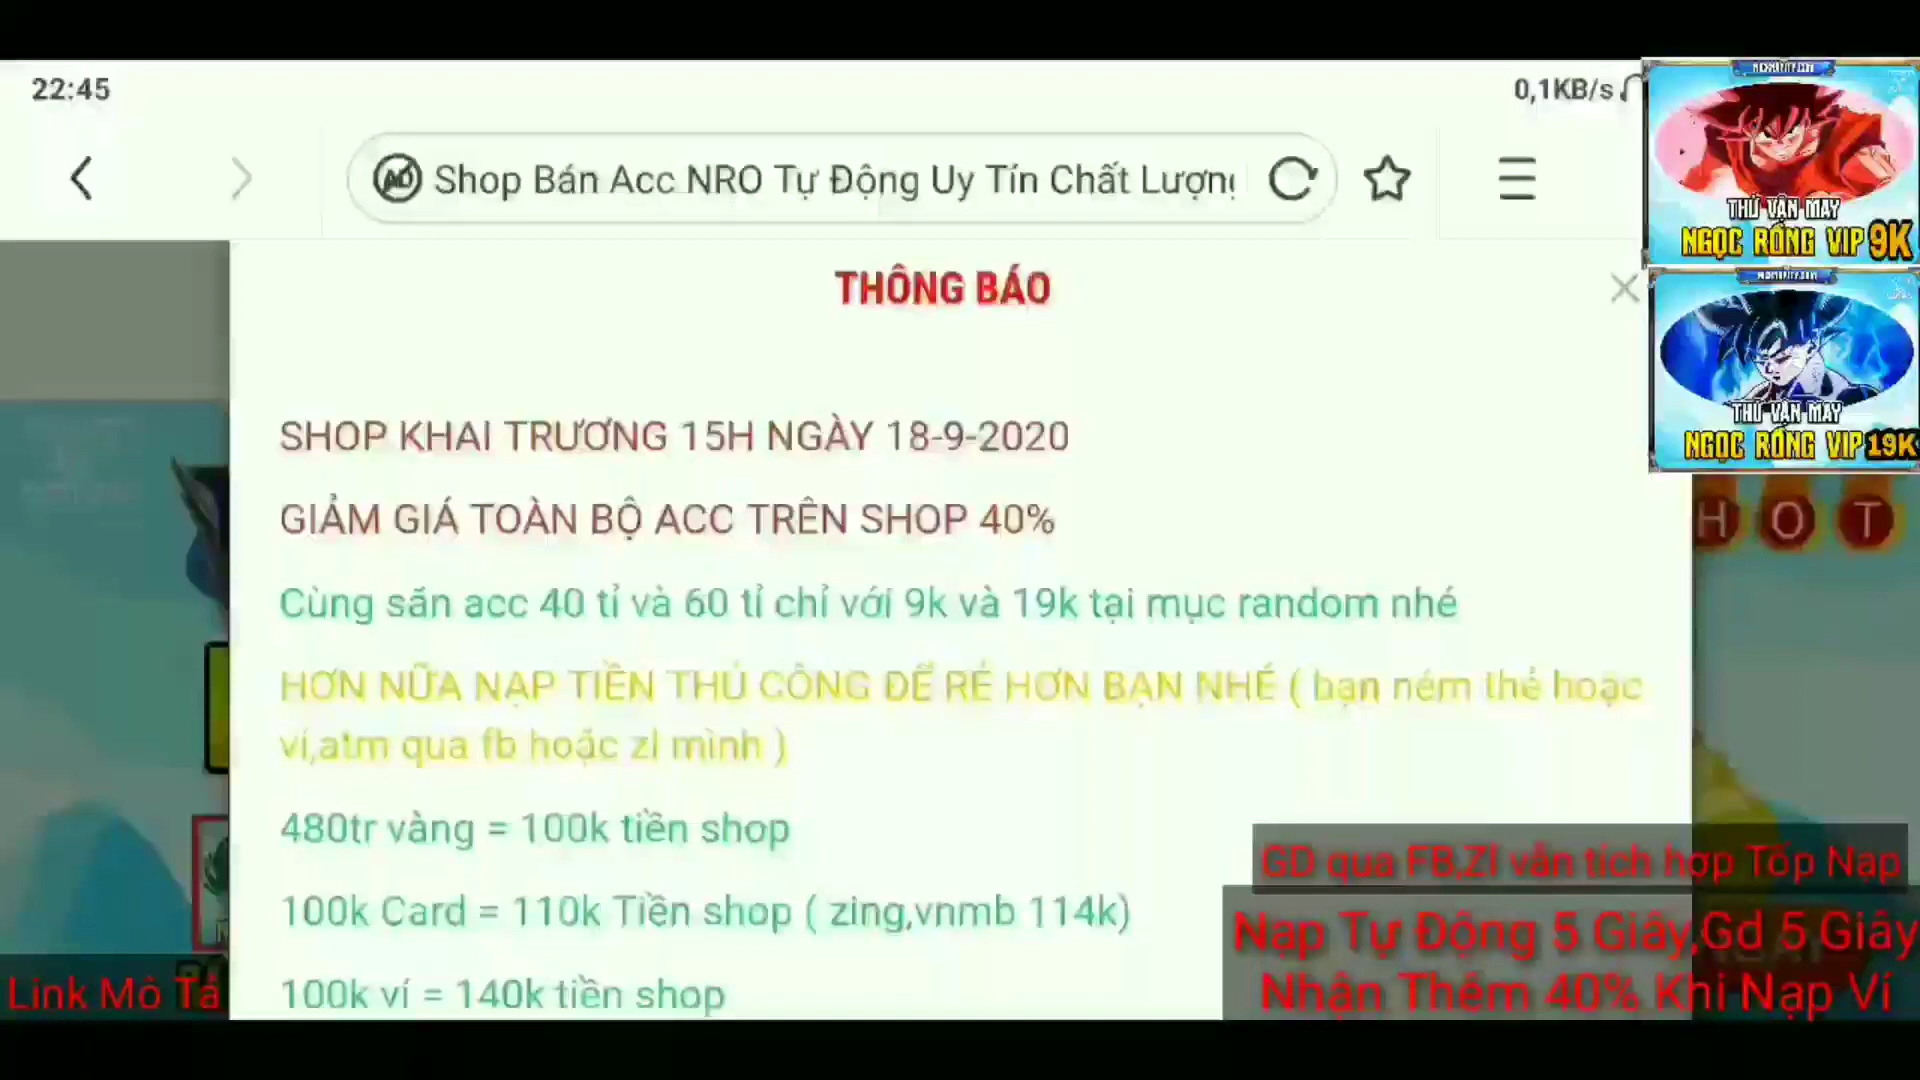 22:45
0,1KB/s
Shop Bán Acc NRO Tự Động Uy Tín Chất Lượng
THÔNG BÁO
SHOP KHAI TRƯƠNG 15H NGÀY 18-9-2020
GIẢM GIÁ TOÀN BỘ ACC TRÊN SHOP 40%
Cùng săn acc 40 tỉ và 60 tỉ chỉ với 9k và 19k tại mục random nhé
HƠN NỮA NẠP TIỀN THỦ CÔNG ĐỂ RẺ HƠN BẠN NHÉ ( bạn ném thẻ hoặc
ví,atm qua fb hoặc zl mình )
480tr vàng = 100k tiền shop
100k Card = 110k Tiền shop ( zing,vnmb 114k)
100k ví = 140k tiền shop
THỬ VẬN MAY
NGỌC RỒNG VIP 9K
THỬ VẬN MAY
NGỌC RỒNG VIP 19K
HOT
GD qua FB,Zl vẫn tích hợp Tốp Nạp
Nạp Tự Động 5 Giây,Gd 5 Giây
Nhận Thêm 40% Khi Nạp Ví
Link Mô Tả